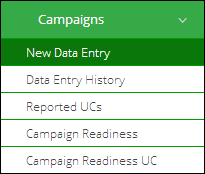 Campaigns
New Data Entry
Data Entry History
Reported UCs
Campaign Readiness
Campaign Readiness UC